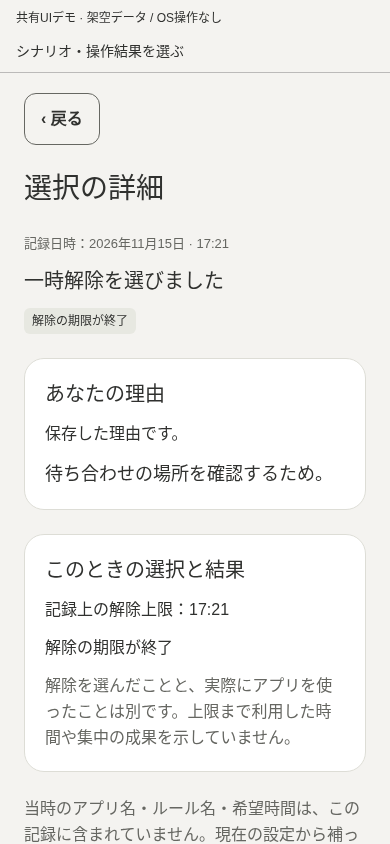 共有UIデモ · 架空データ / OS操作なし
シナリオ・操作結果を選ぶ
‹ 戻る
選択の詳細
記録日時：2026年11月15日 · 17:21
一時解除を選びました
解除の期限が終了
あなたの理由
保存した理由です。
待ち合わせの場所を確認するため。
このときの選択と結果
記録上の解除上限：17:21
解除の期限が終了
解除を選んだことと、実際にアプリを使
ったことは別です。上限まで利用した時
間や集中の成果を示していません。
当時のアプリ名・ルール名・希望時間は、この
記録に含まれていません。現在の設定から補っ